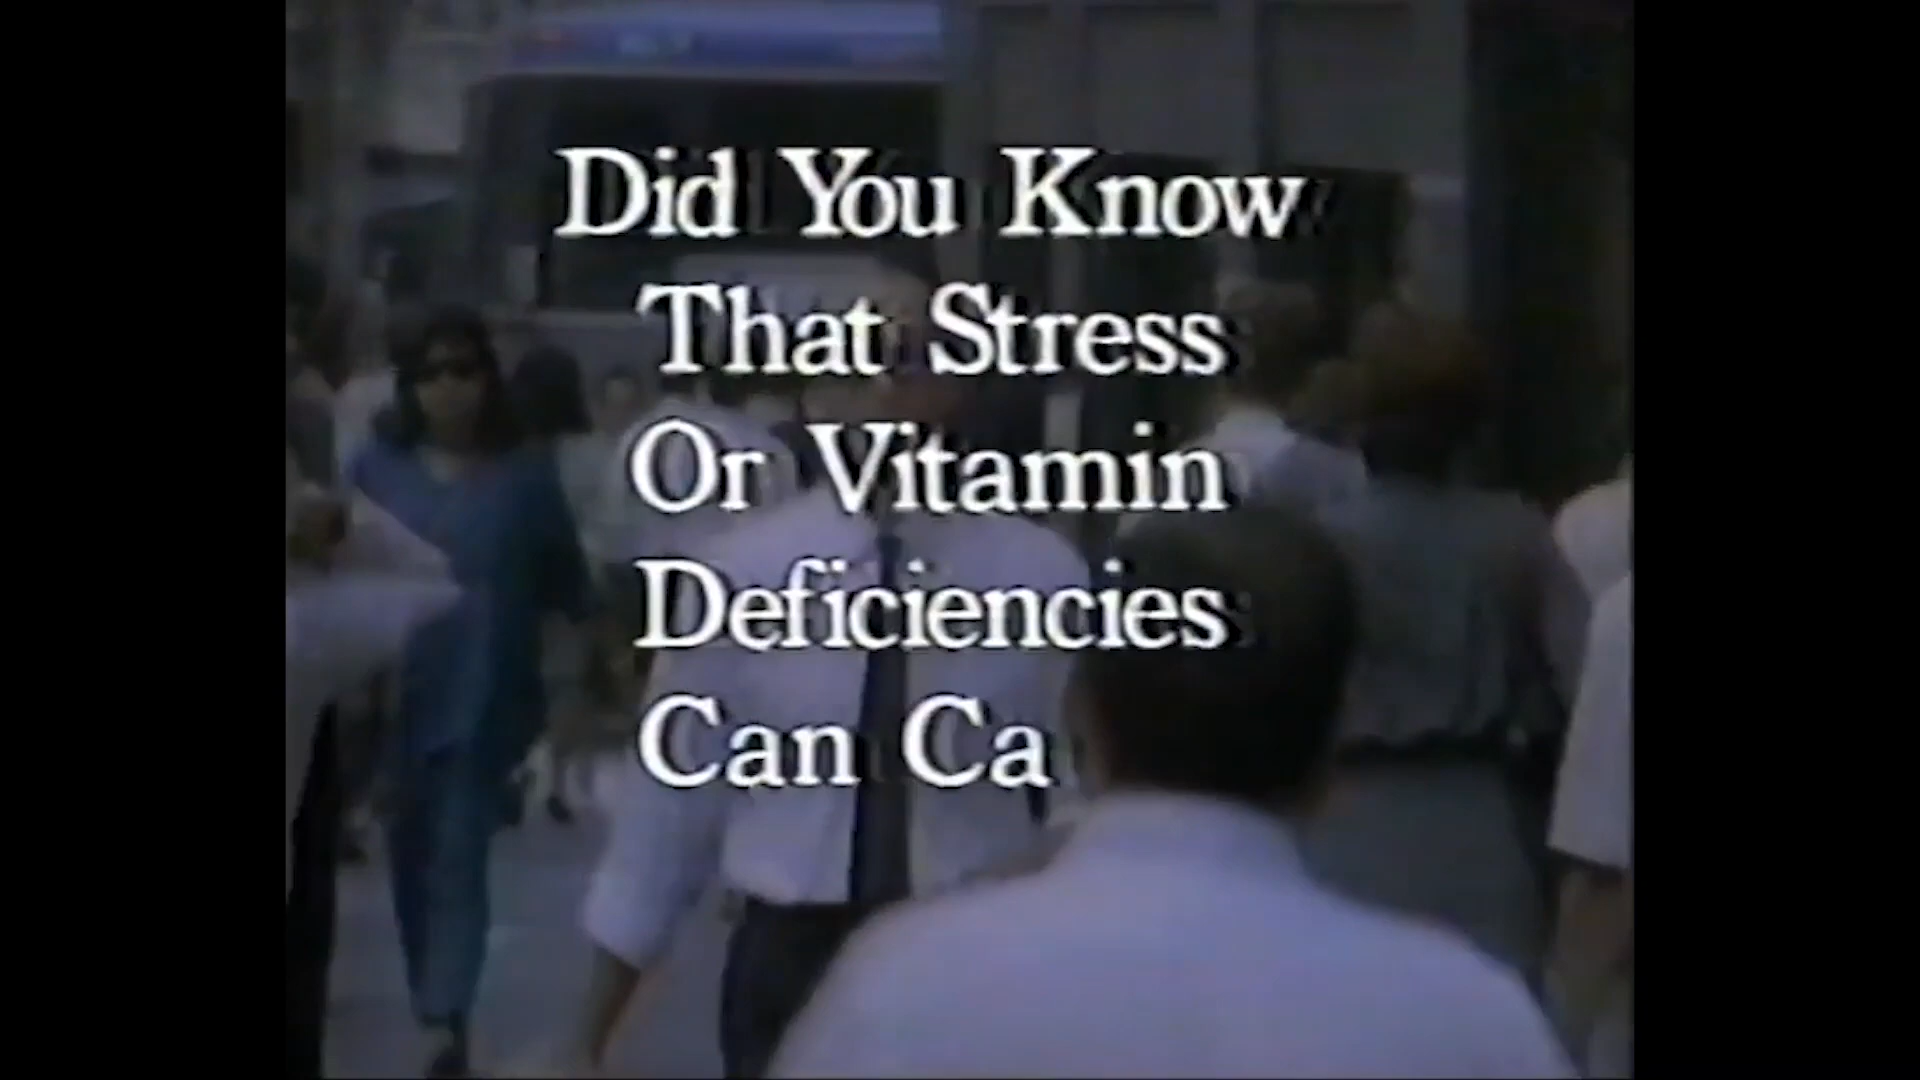 Did You Know
That Stress
Or Vitamin
Deficiencies
Can Ca